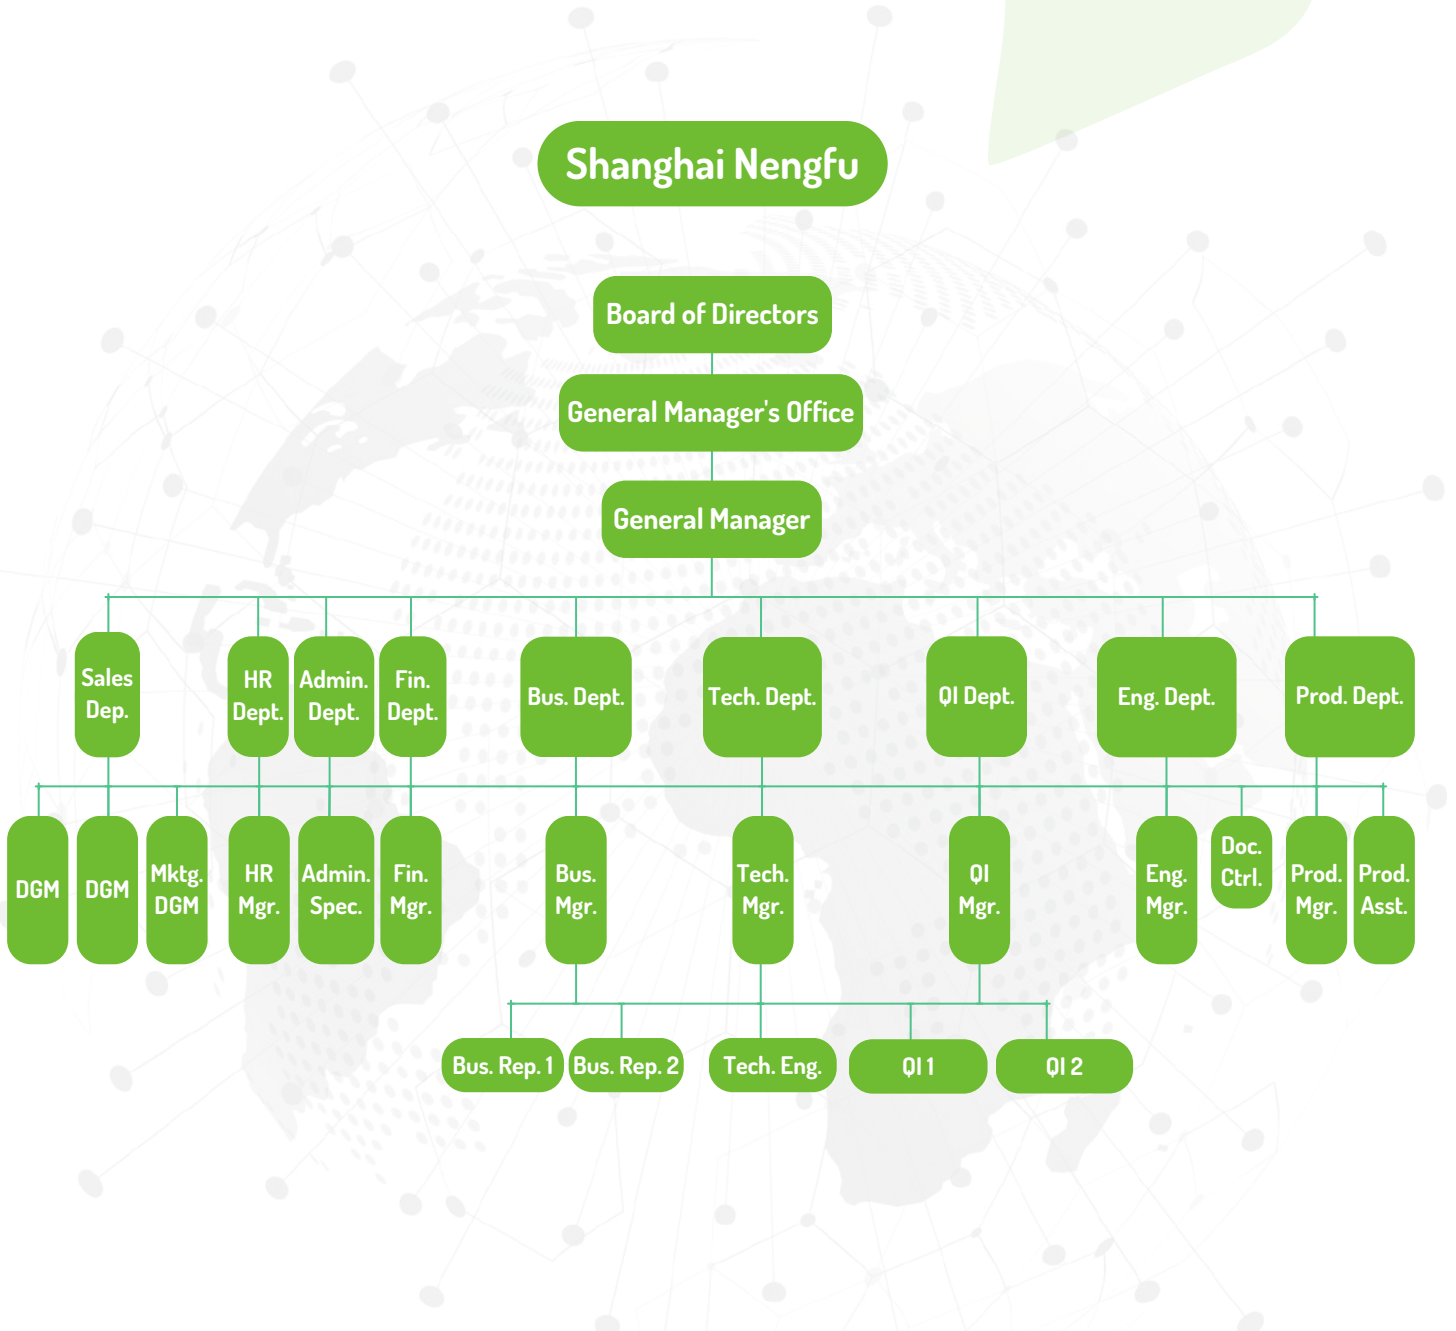 Shanghai Nengfu
Board of Directors
General Manager's Office
General Manager
Sales
Dep.
HR
Dept.
Admin.
Dept.
Fin.
Dept.
Bus. Dept.
Tech. Dept.
QI Dept.
Eng. Dept.
Prod. Dept.
DGM
DGM
Mktg.
DGM
HR
Mgr.
Admin.
Spec.
Fin.
Mgr.
Bus.
Mgr.
Tech.
Mgr.
QI
Mgr.
Eng.
Mgr.
Doc.
Ctrl.
Prod.
Mgr.
Prod.
Asst.
Bus. Rep. 1
Bus. Rep. 2
Tech. Eng.
QI 1
QI 2